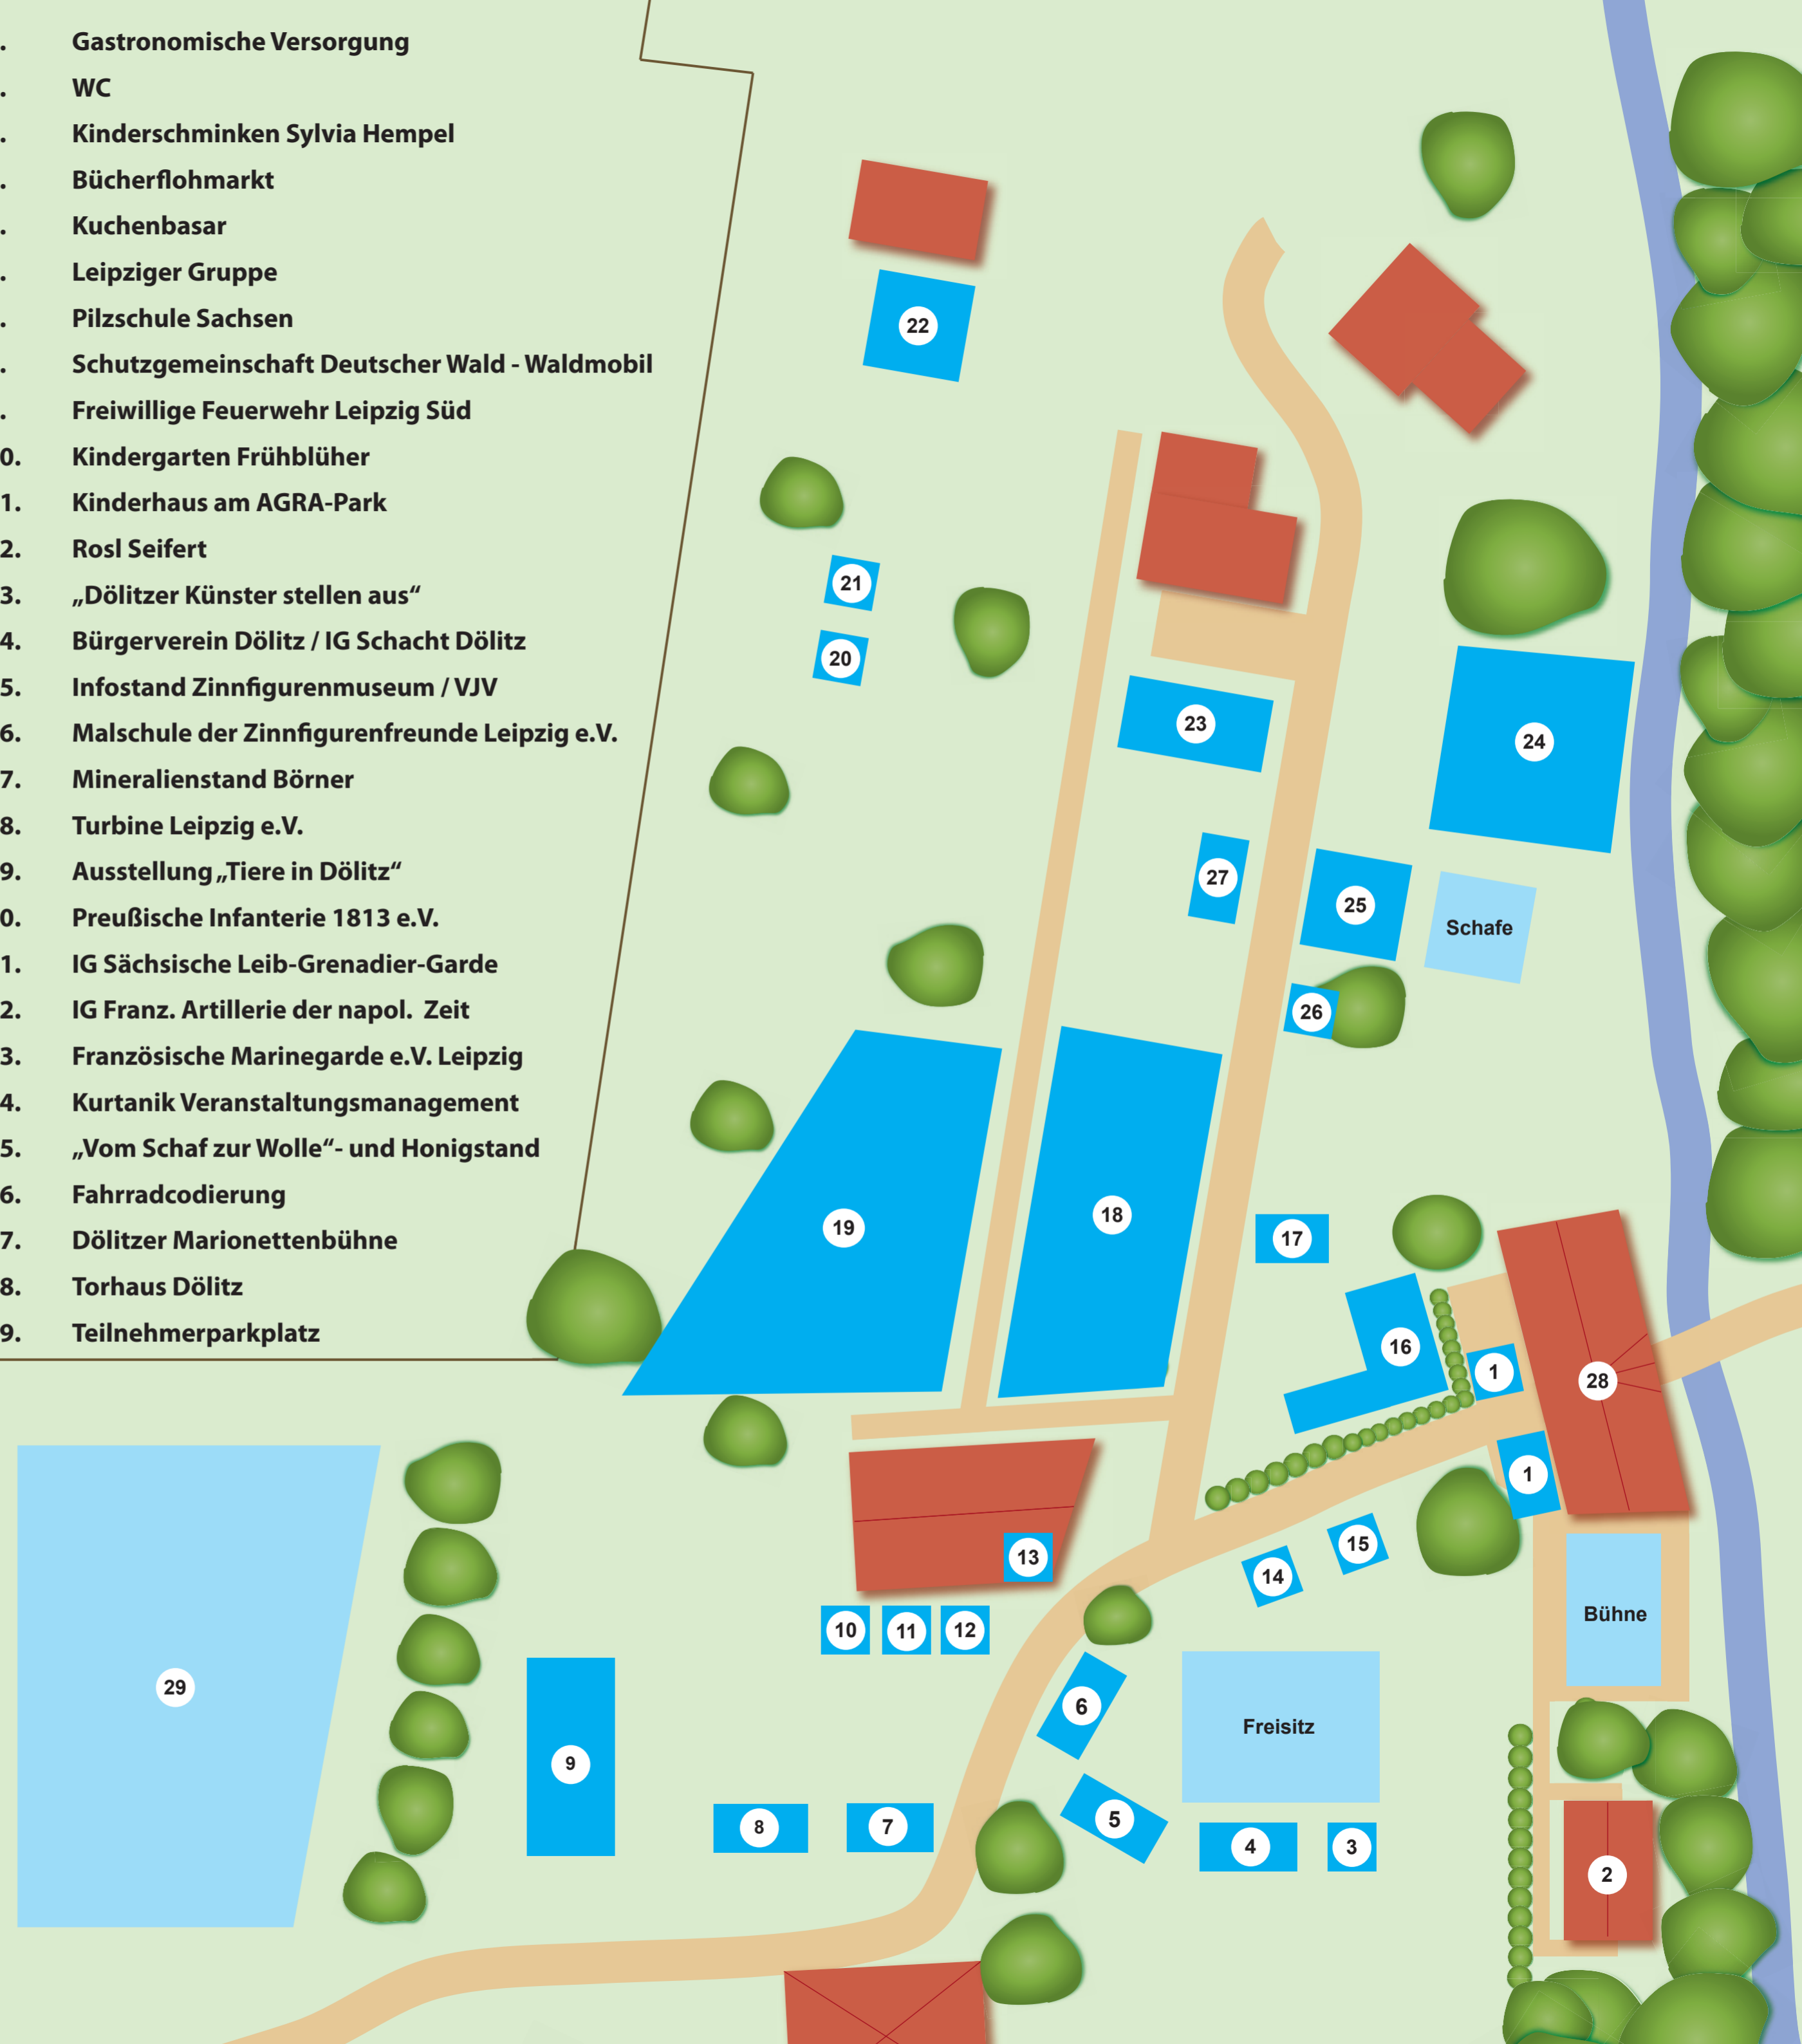 . Gastronomische Versorgung
. WC
. Kinderschminken Sylvia Hempel
. Bücherflohmarkt
. Kuchenbasar
. Leipziger Gruppe
. Pilzschule Sachsen
. Schutzgemeinschaft Deutscher Wald - Waldmobil
. Freiwillige Feuerwehr Leipzig Süd
0. Kindergarten Frühblüher
1. Kinderhaus am AGRA-Park
2. Rosl Seifert
3. „Dölitzer Künster stellen aus“
4. Bürgerverein Dölitz / IG Schacht Dölitz
5. Infostand Zinnfigurenmuseum / VJV
6. Malschule der Zinnfigurenfreunde Leipzig e.V.
7. Mineralienstand Börner
8. Turbine Leipzig e.V.
9. Ausstellung „Tiere in Dölitz“
0. Preußische Infanterie 1813 e.V.
1. IG Sächsische Leib-Grenadier-Garde
2. IG Franz. Artillerie der napol. Zeit
3. Französische Marinegarde e.V. Leipzig
4. Kurtanik Veranstaltungsmanagement
5. „Vom Schaf zur Wolle“- und Honigstand
6. Fahrradcodierung
7. Dölitzer Marionettenbühne
8. Torhaus Dölitz
9. Teilnehmerparkplatz
22
21
20
23
24
27
25
Schafe
26
19
18
17
16
1
28
1
13
15
14
10 11 12
Bühne
29
6
Freisitz
9
8
7
5
4
3
2